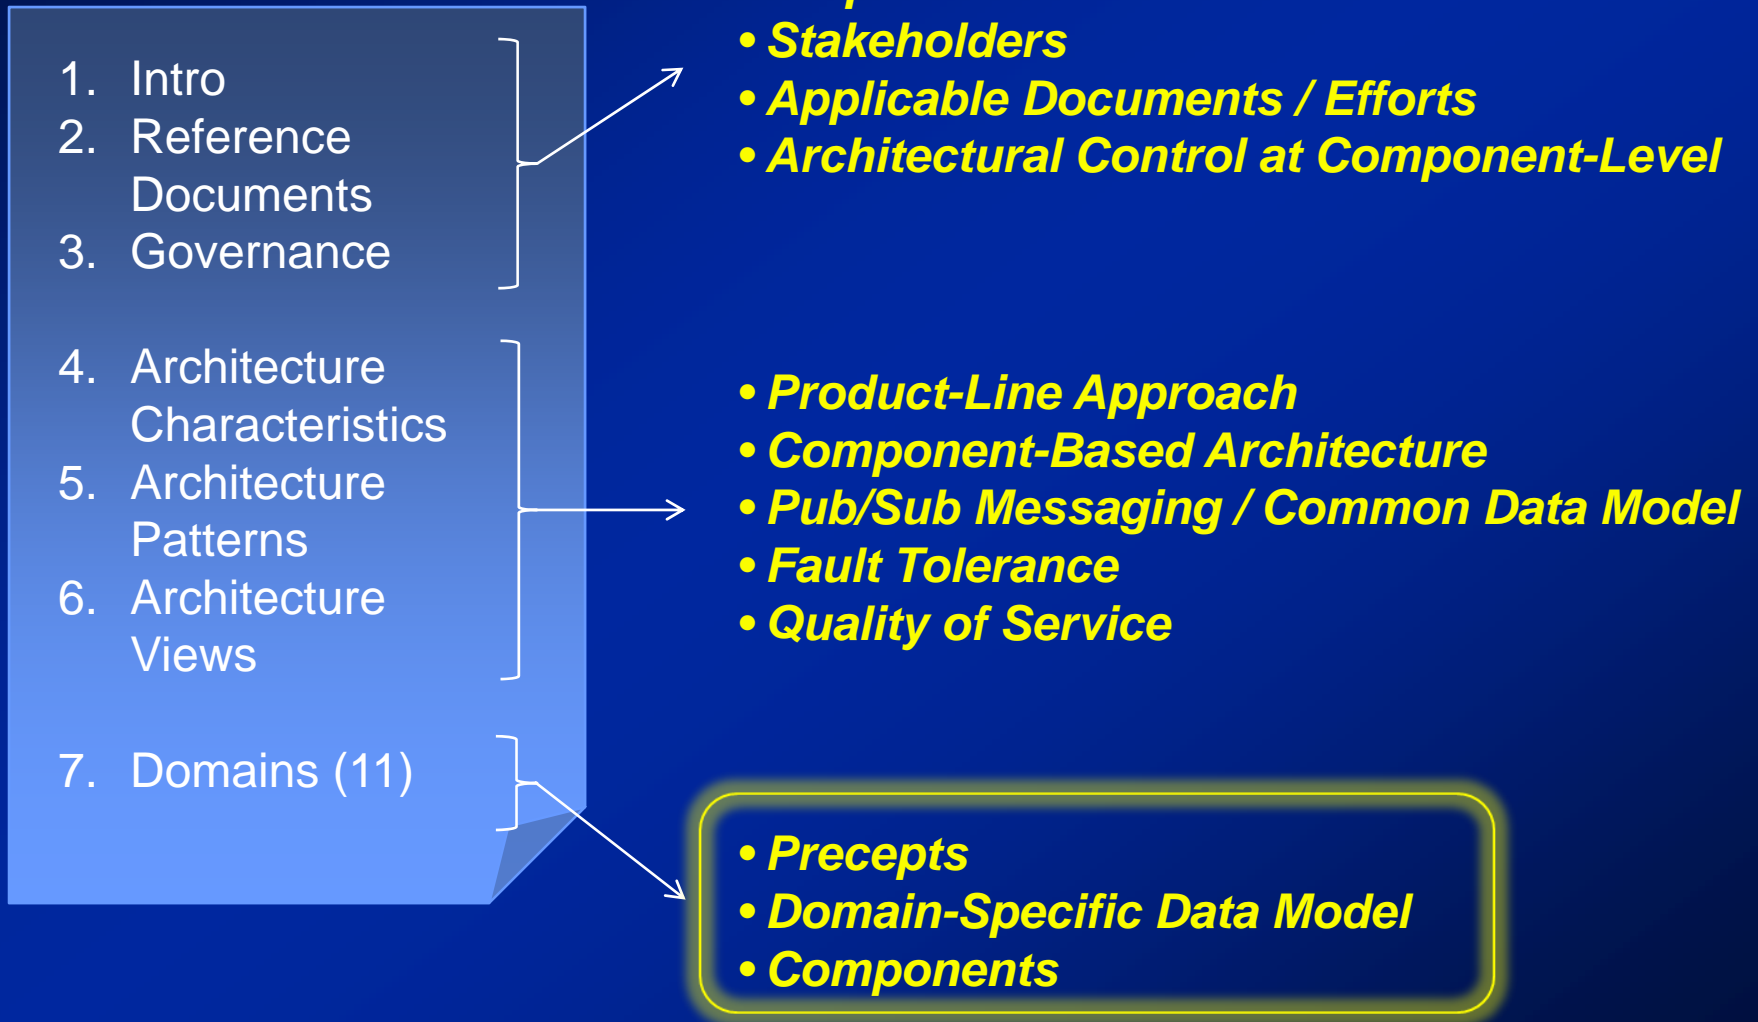 1. Intro
2. Reference
Documents
3. Governance
4. Architecture
Characteristics
5. Architecture
Patterns
6. Architecture
Views
7. Domains (11)
• Stakeholders
• Applicable Documents / Efforts
• Architectural Control at Component-Level
• Product-Line Approach
• Component-Based Architecture
• Pub/Sub Messaging / Common Data Model
• Fault Tolerance
• Quality of Service
• Precepts
• Domain-Specific Data Model
• Components